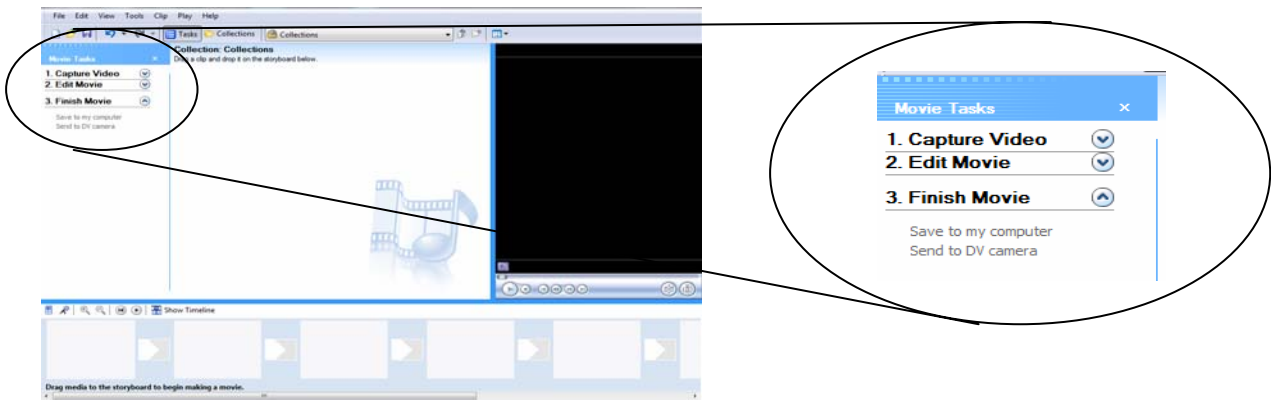 File Edit View Tools Clip Play Help
Tasks Collections Collections
Collection: Collections
Drag a clip and drop it on the storyboard below.
Movie Tasks ×
1. Capture Video
2. Edit Movie
3. Finish Movie
Save to my computer
Send to DV camera
Show Timeline
Drag media to the storyboard to begin making a movie.
Movie Tasks ×
1. Capture Video
2. Edit Movie
3. Finish Movie
Save to my computer
Send to DV camera